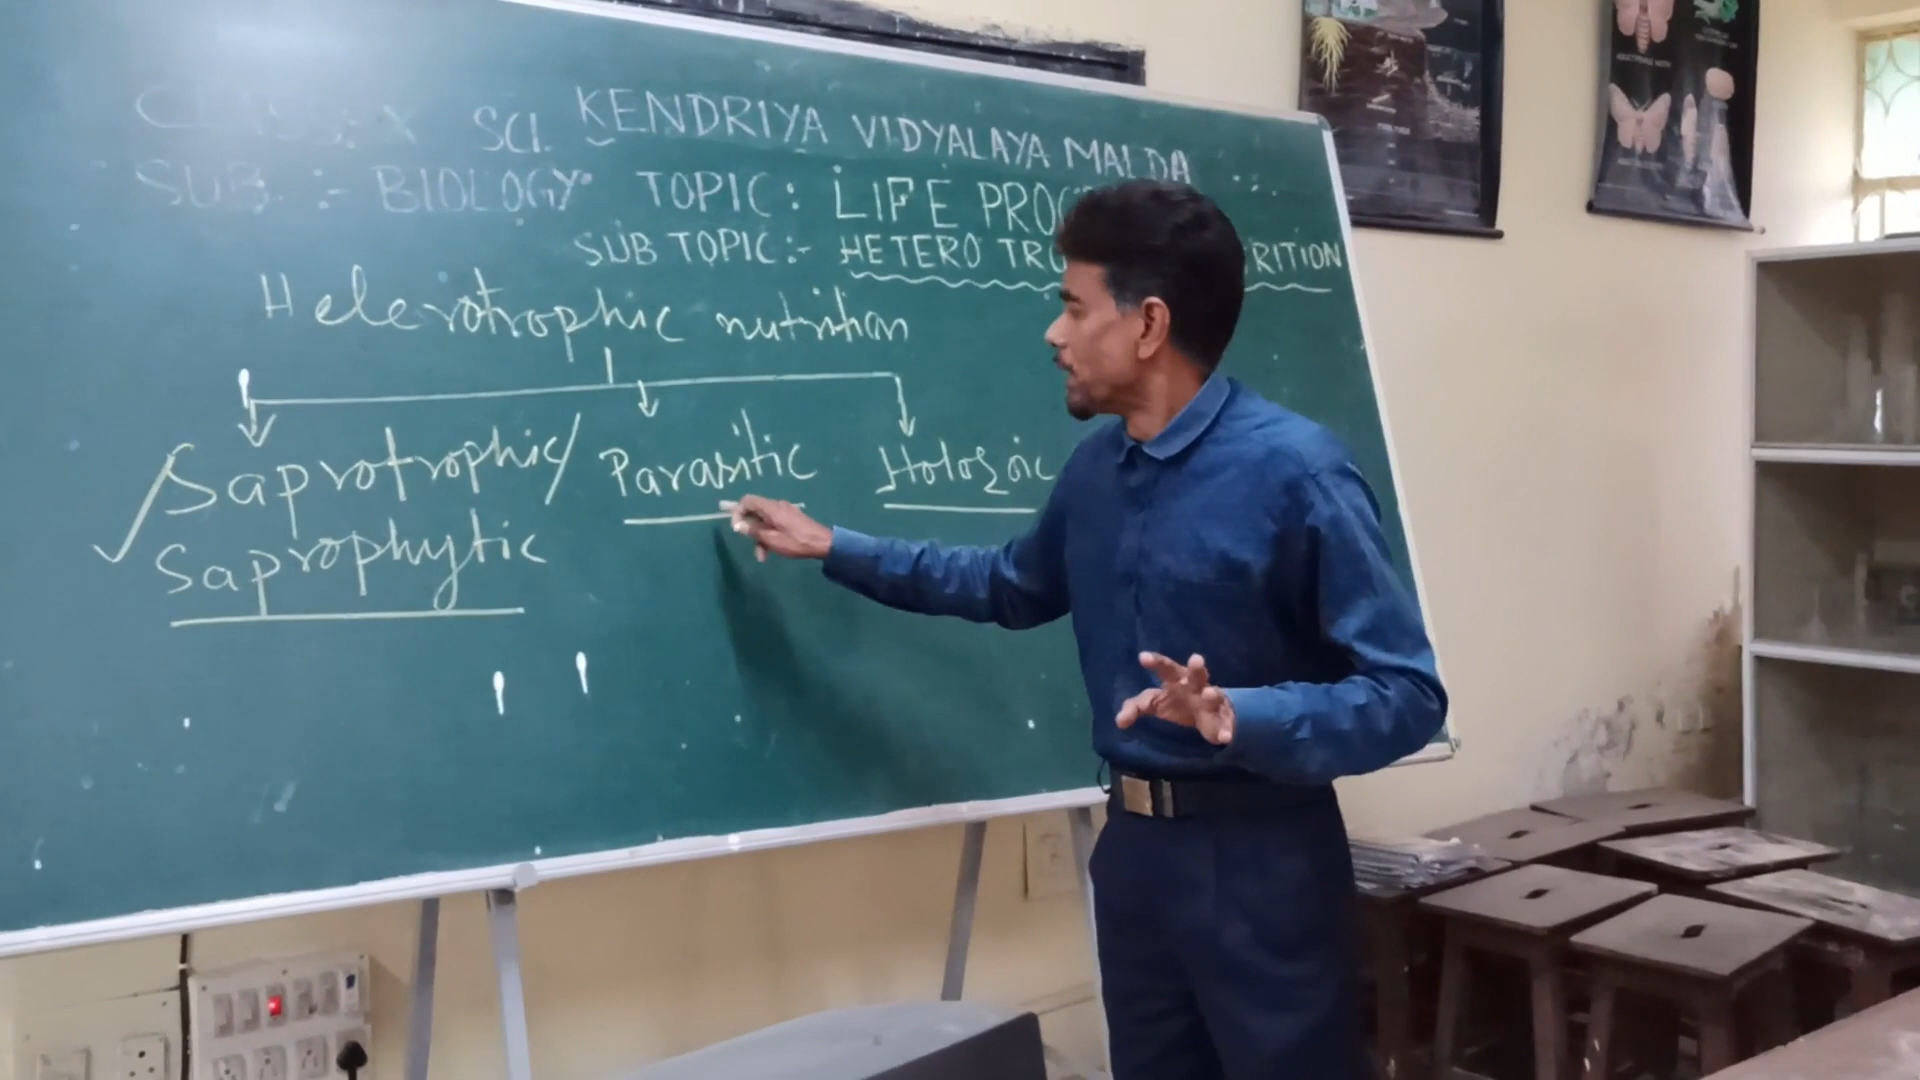 CLASS:- X SCI. KENDRIYA VIDYALAYA MALDA
SUB :- BIOLOGY TOPIC: LIFE PROC
SUB TOPIC:- HETERO TRO RITION
Heterotrophic nutrition
Saprotrophic/ Parasitic Holozoic
Saprophytic